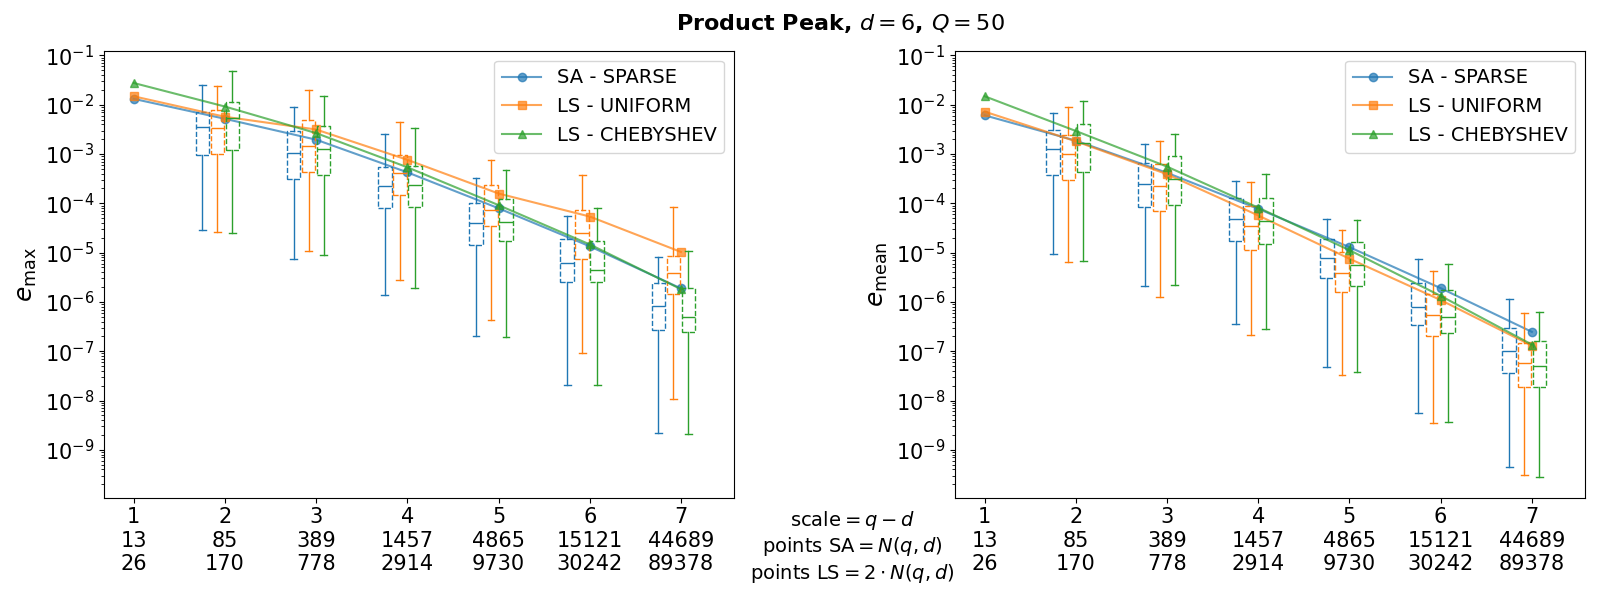 Product Peak, d = 6, Q = 50
10⁻¹
10⁻²
10⁻³
10⁻⁴
10⁻⁵
10⁻⁶
10⁻⁷
10⁻⁸
10⁻⁹
e_max
SA - SPARSE
LS - UNIFORM
LS - CHEBYSHEV
1 2 3 4 5 6 7
13 85 389 1457 4865 15121 44689
26 170 778 2914 9730 30242 89378
scale = q − d
points SA = N(q, d)
points LS = 2 · N(q, d)
10⁻¹
10⁻²
10⁻³
10⁻⁴
10⁻⁵
10⁻⁶
10⁻⁷
10⁻⁸
10⁻⁹
e_mean
SA - SPARSE
LS - UNIFORM
LS - CHEBYSHEV
1 2 3 4 5 6 7
13 85 389 1457 4865 15121 44689
26 170 778 2914 9730 30242 89378